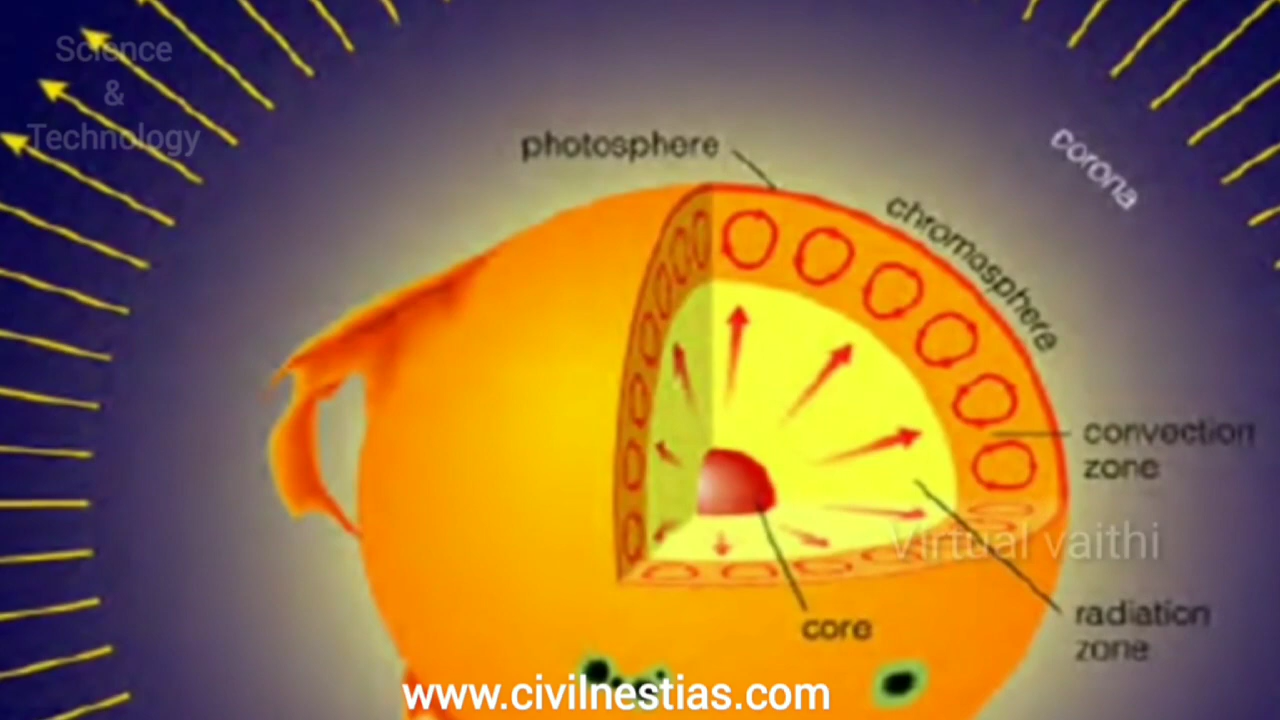 Science
&
Technology
photosphere
corona
chromosphere
convection
zone
Virtual vaithi
core
radiation
zone
www.civilnestias.com